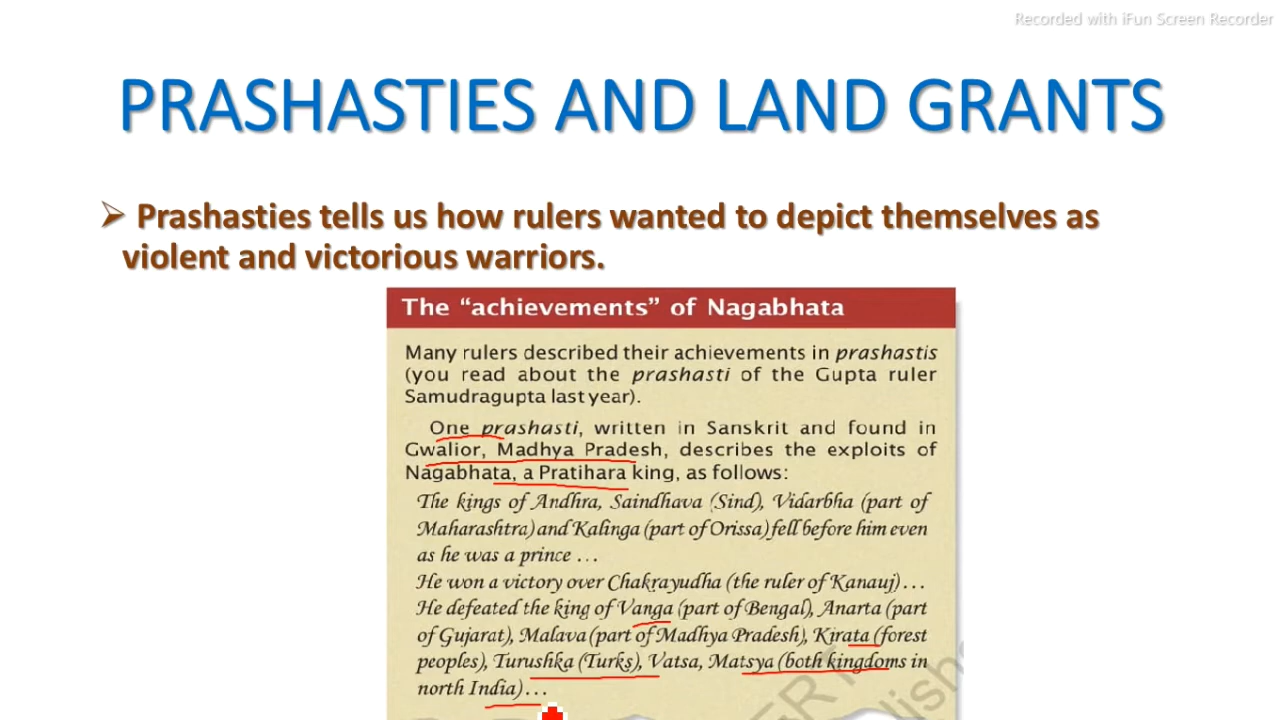 Recorded with iFun Screen Recorder
PRASHASTIES AND LAND GRANTS
➢ Prashasties tells us how rulers wanted to depict themselves as
violent and victorious warriors.
The “achievements” of Nagabhata
Many rulers described their achievements in prashastis
(you read about the prashasti of the Gupta ruler
Samudragupta last year).
One prashasti, written in Sanskrit and found in
Gwalior, Madhya Pradesh, describes the exploits of
Nagabhata, a Pratihara king, as follows:
The kings of Andhra, Saindhava (Sind), Vidarbha (part of
Maharashtra) and Kalinga (part of Orissa) fell before him even
as he was a prince ...
He won a victory over Chakrayudha (the ruler of Kanauj) ...
He defeated the king of Vanga (part of Bengal), Anarta (part
of Gujarat), Malava (part of Madhya Pradesh), Kirata (forest
peoples), Turushka (Turks), Vatsa, Matsya (both kingdoms in
north India) ...